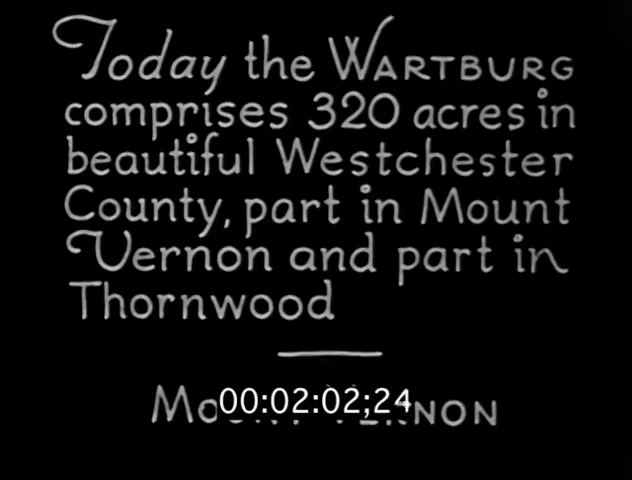 Today the WARTBURG
comprises 320 acres in
beautiful Westchester
County, part in Mount
Vernon and part in
Thornwood
00:02:02;24